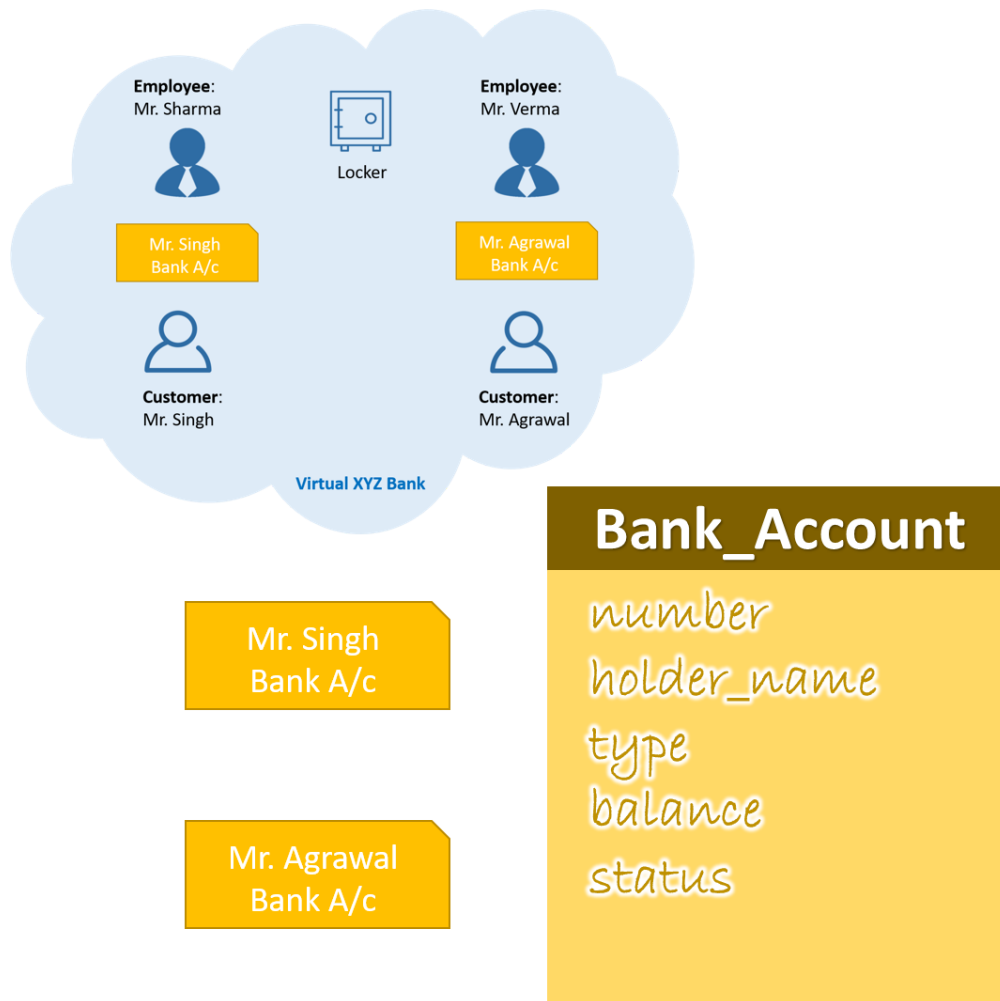 Employee:
Mr. Sharma
Employee:
Mr. Verma
Locker
Mr. Singh
Bank A/c
Mr. Agrawal
Bank A/c
Customer:
Mr. Singh
Customer:
Mr. Agrawal
Virtual XYZ Bank
Mr. Singh
Bank A/c
Mr. Agrawal
Bank A/c
Bank_Account
number
holder_name
type
balance
status